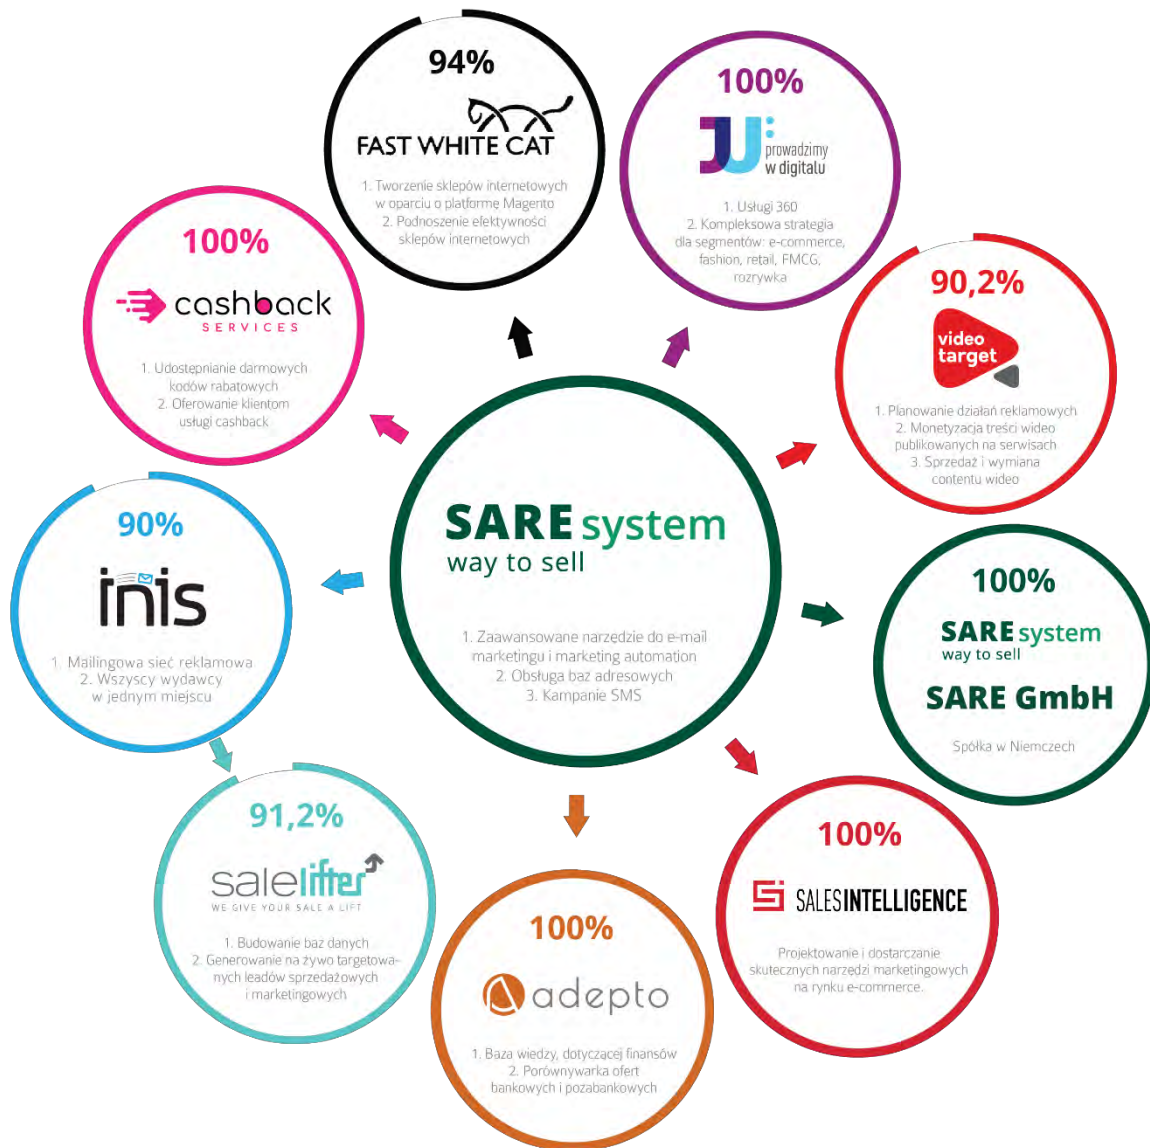 94%
FAST WHITE CAT
1. Tworzenie sklepów internetowych
w oparciu o platformę Magento
2. Podnoszenie elektywności
sklepów internetowych
100%
JU:
prowadzimy
w digitalu
1. Usługi 360
2. Kompleksowa strategia
dla segmentów: e-commerce,
fashion, retail, FMCG,
rozrywka
100%
cashback
SERVICES
1. Udostępnianie darmowych
kodów rabatowych
2. Oferowanie klientom
usługi cashback
90,2%
video
target
1. Planowanie działań reklamowych
2. Monetyzacja treści wideo
publikowanych na serwisach
3. Sprzedaż i wymiana
contentu wideo
SARE system
way to sell
1. Zaawansowane narzędzie do e-mail
marketingu i marketing automation
2. Obsługa baz adresowych
3. Kampanie SMS
90%
inis
1. Mailingowa sieć reklamowa
2. Wszyscy wydawcy
w jednym miejscu
100%
SARE system
way to sell
SARE GmbH
Spółka w Niemczech
91,2%
salelifter
WE GIVE YOUR SALE A LIFT
1. Budowanie baz danych
2. Generowanie na żywo targetowa-
nych leadów sprzedażowych
i marketingowych
100%
SALESINTELLIGENCE
Projektowanie i dostarczanie
skutecznych narzędzi marketingowych
na rynku e-commerce.
100%
adepto
1. Baza wiedzy, dotyczącej finansów
2. Porównywarka ofert
bankowych i pozabankowych